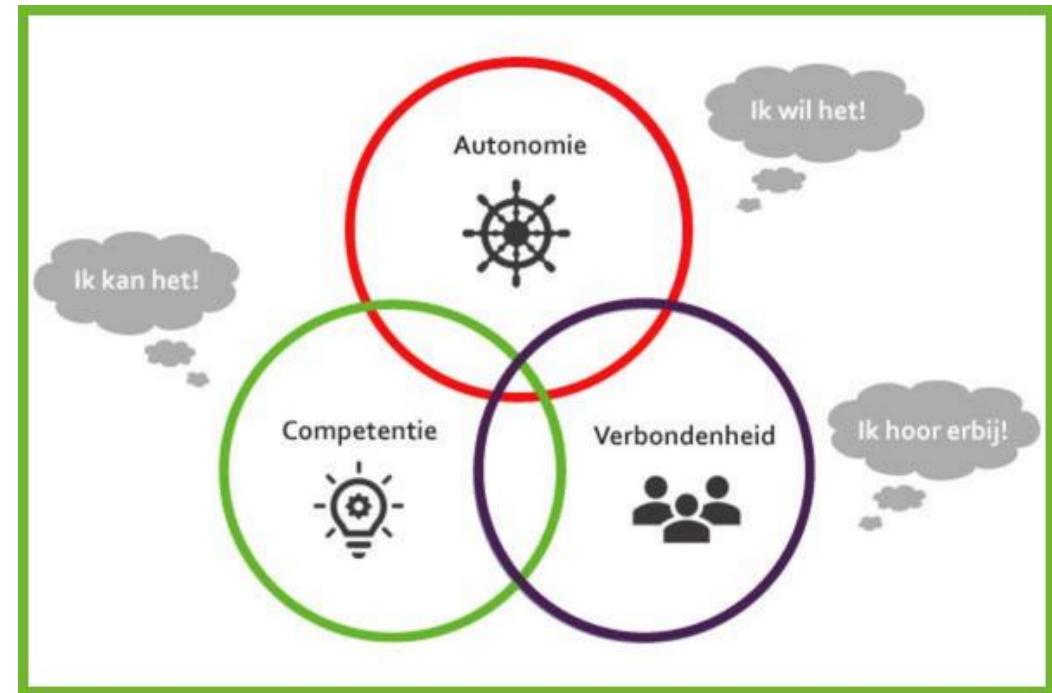 Ik wil het!
Autonomie
Ik kan het!
Competentie
Verbondenheid
Ik hoor erbij!